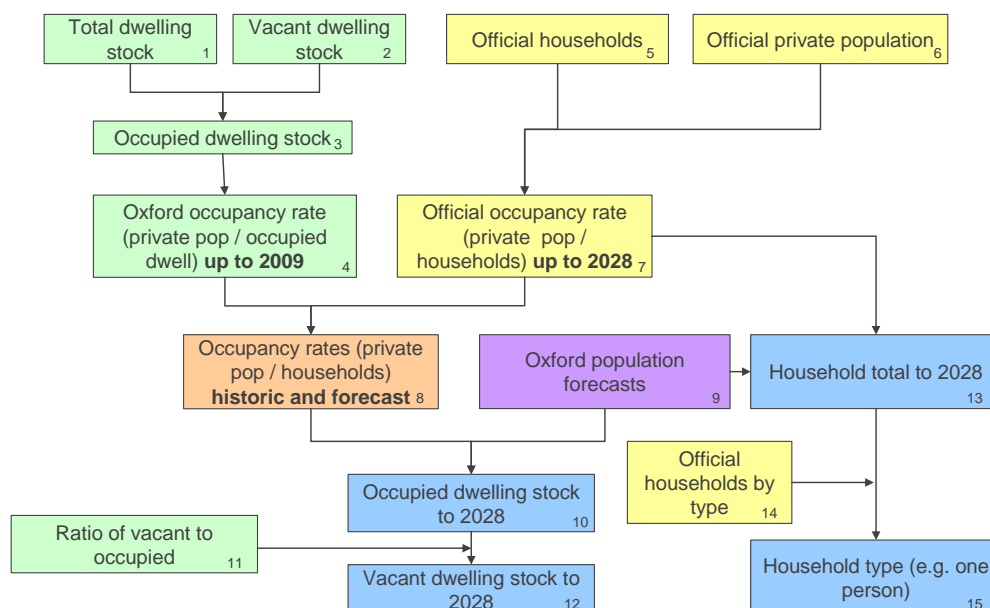 Total dwelling
stock 1
Vacant dwelling
stock 2
Official households 5
Official private population 6
Occupied dwelling stock 3
Oxford occupancy rate
(private pop / occupied
dwell) up to 2009 4
Official occupancy rate
(private pop /
households) up to 2028 7
Occupancy rates (private
pop / households)
historic and forecast 8
Oxford population
forecasts 9
Household total to 2028
13
Official
households by
type 14
Occupied dwelling stock
to 2028 10
Ratio of vacant to
occupied 11
Vacant dwelling stock to
2028 12
Household type (e.g. one
person) 15